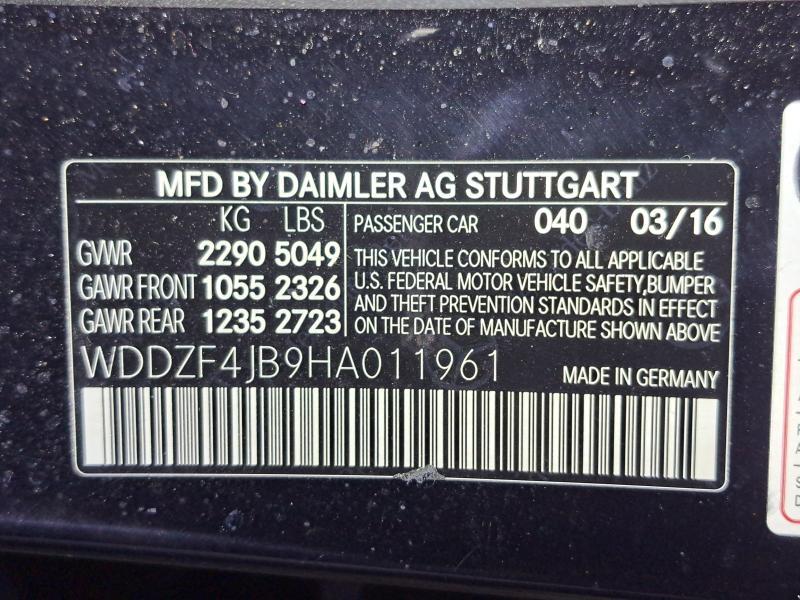 MFD BY DAIMLER AG STUTTGART
KG LBS
GVWR 2290 5049
GAWR FRONT 1055 2326
GAWR REAR 1235 2723
PASSENGER CAR 040 03/16
THIS VEHICLE CONFORMS TO ALL APPLICABLE
U.S. FEDERAL MOTOR VEHICLE SAFETY,BUMPER
AND THEFT PREVENTION STANDARDS IN EFFECT
ON THE DATE OF MANUFACTURE SHOWN ABOVE
WDDZF4JB9HA011961
MADE IN GERMANY